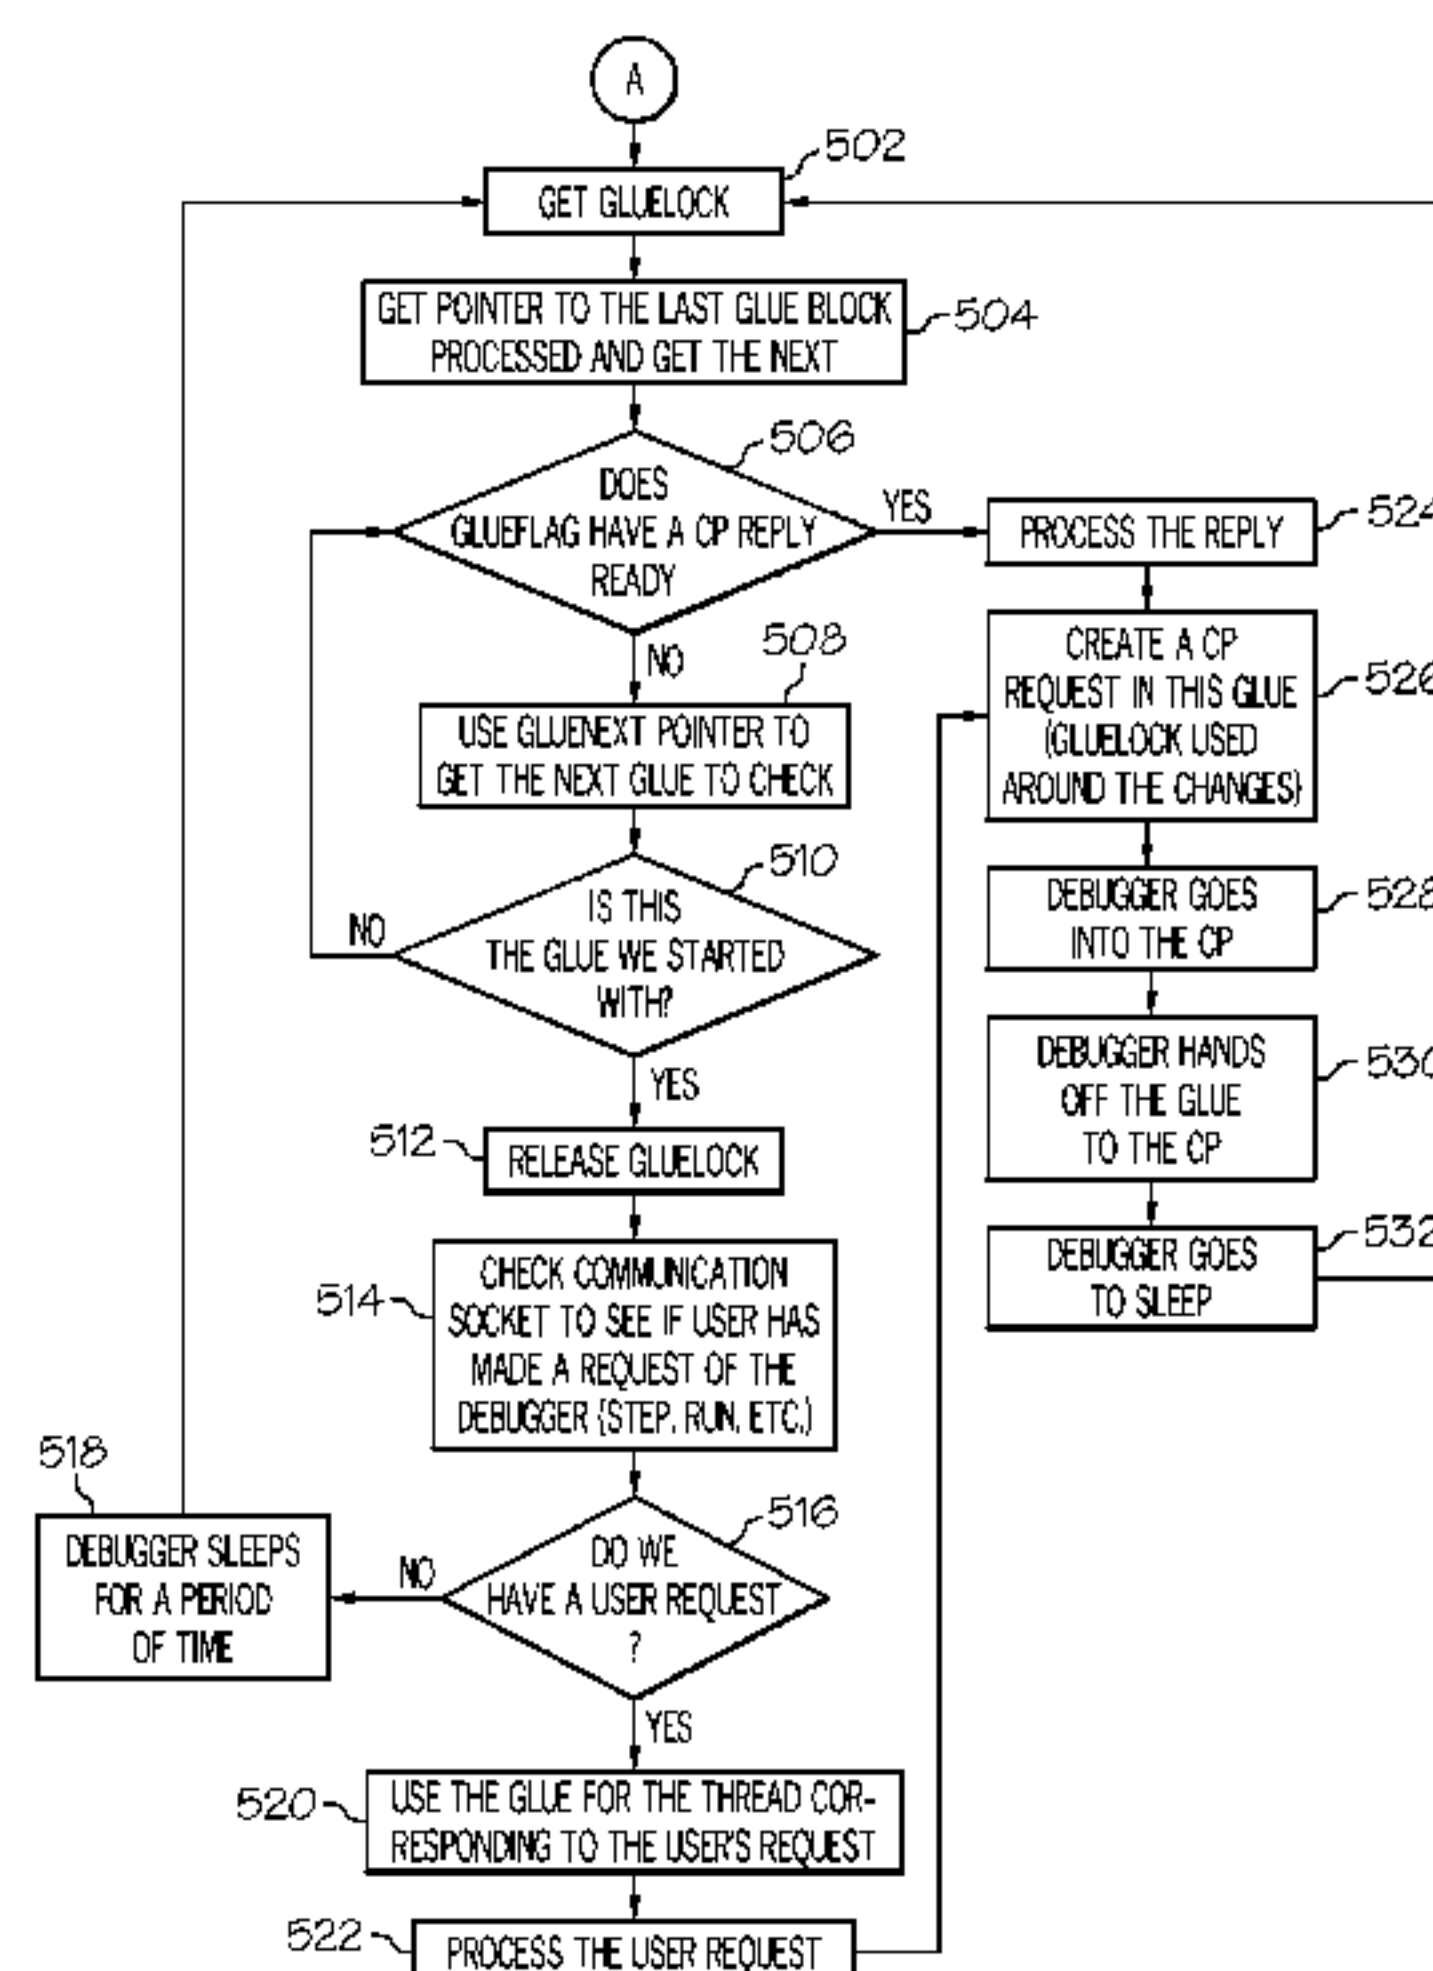 A
502
GET GLUELOCK
GET POINTER TO THE LAST GLUE BLOCK
PROCESSED AND GET THE NEXT
504
506
DOES
GLUEFLAG HAVE A CP REPLY
READY
YES
NO
508
USE GLUENEXT POINTER TO
GET THE NEXT GLUE TO CHECK
510
IS THIS
THE GLUE WE STARTED
WITH?
NO
YES
512
RELEASE GLUELOCK
514
CHECK COMMUNICATION
SOCKET TO SEE IF USER HAS
MADE A REQUEST OF THE
DEBUGGER (STEP, RUN, ETC.)
516
DO WE
HAVE A USER REQUEST
?
NO
518
DEBUGGER SLEEPS
FOR A PERIOD
OF TIME
YES
520
USE THE GLUE FOR THE THREAD COR-
RESPONDING TO THE USER'S REQUEST
522
PROCESS THE USER REQUEST
PROCESS THE REPLY
524
CREATE A CP
REQUEST IN THIS GLUE
(GLUELOCK USED
AROUND THE CHANGES)
526
DEBUGGER GOES
INTO THE CP
528
DEBUGGER HANDS
OFF THE GLUE
TO THE CP
530
DEBUGGER GOES
TO SLEEP
532